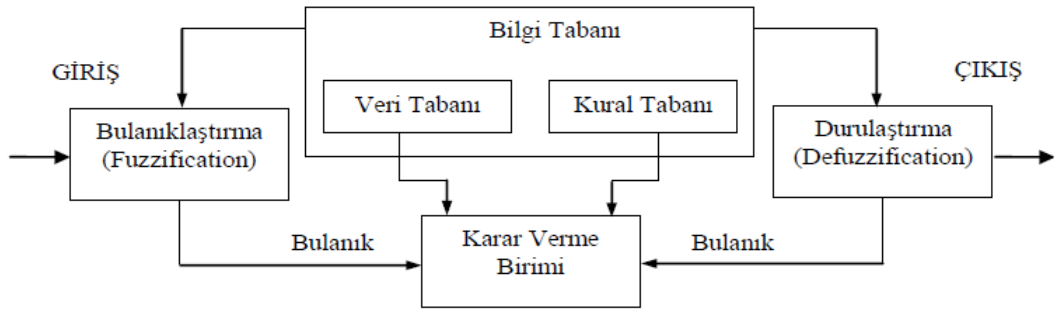 Bilgi Tabanı
GİRİŞ
ÇIKIŞ
Veri Tabanı
Kural Tabanı
Bulanıklaştırma
(Fuzzification)
Durulaştırma
(Defuzzification)
Bulanık
Karar Verme
Birimi
Bulanık